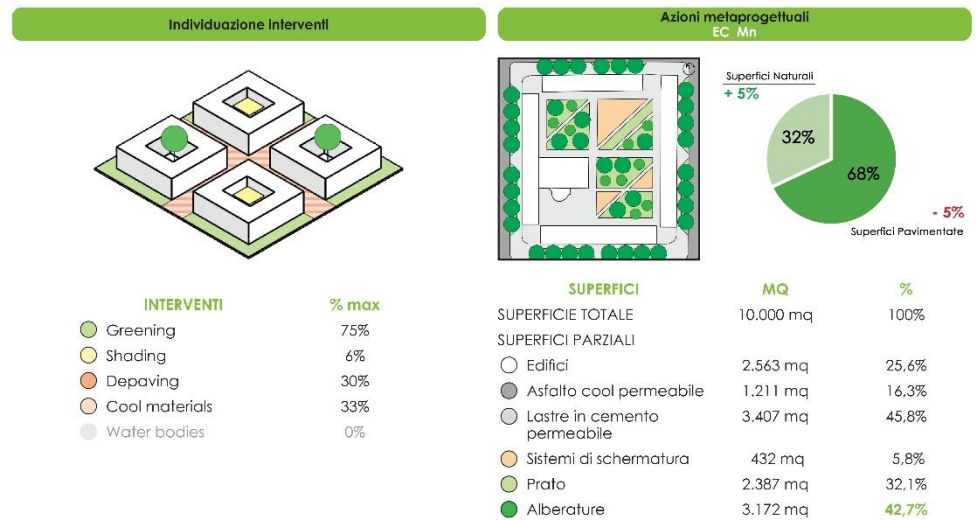 Individuazione interventi
INTERVENTI % max
Greening 75%
Shading 6%
Depaving 30%
Cool materials 33%
Water bodies 0%
Azioni metaprogettuali
EC Mn
Superfici Naturali
+ 5%
32%
68%
- 5%
Superfici Pavimentate
SUPERFICI MQ %
SUPERFICIE TOTALE 10.000 mq 100%
SUPERFICI PARZIALI
Edifici 2.563 mq 25,6%
Asfalto cool permeabile 1.211 mq 16,3%
Lastre in cemento 3.407 mq 45,8%
permeabile
Sistemi di schermatura 432 mq 5,8%
Prato 2.387 mq 32,1%
Alberature 3.172 mq 42,7%